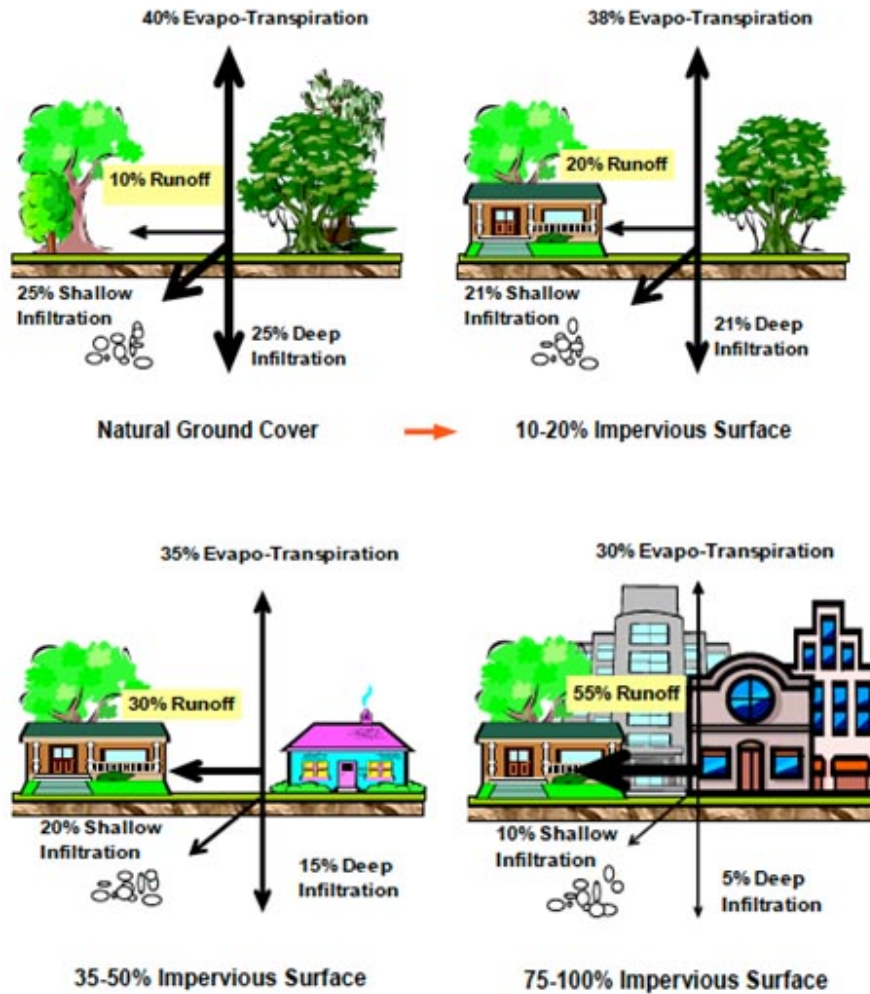 40% Evapo-Transpiration
10% Runoff
25% Shallow
Infiltration
25% Deep
Infiltration
Natural Ground Cover
38% Evapo-Transpiration
20% Runoff
21% Shallow
Infiltration
21% Deep
Infiltration
10-20% Impervious Surface
35% Evapo-Transpiration
30% Runoff
20% Shallow
Infiltration
15% Deep
Infiltration
35-50% Impervious Surface
30% Evapo-Transpiration
55% Runoff
10% Shallow
Infiltration
5% Deep
Infiltration
75-100% Impervious Surface